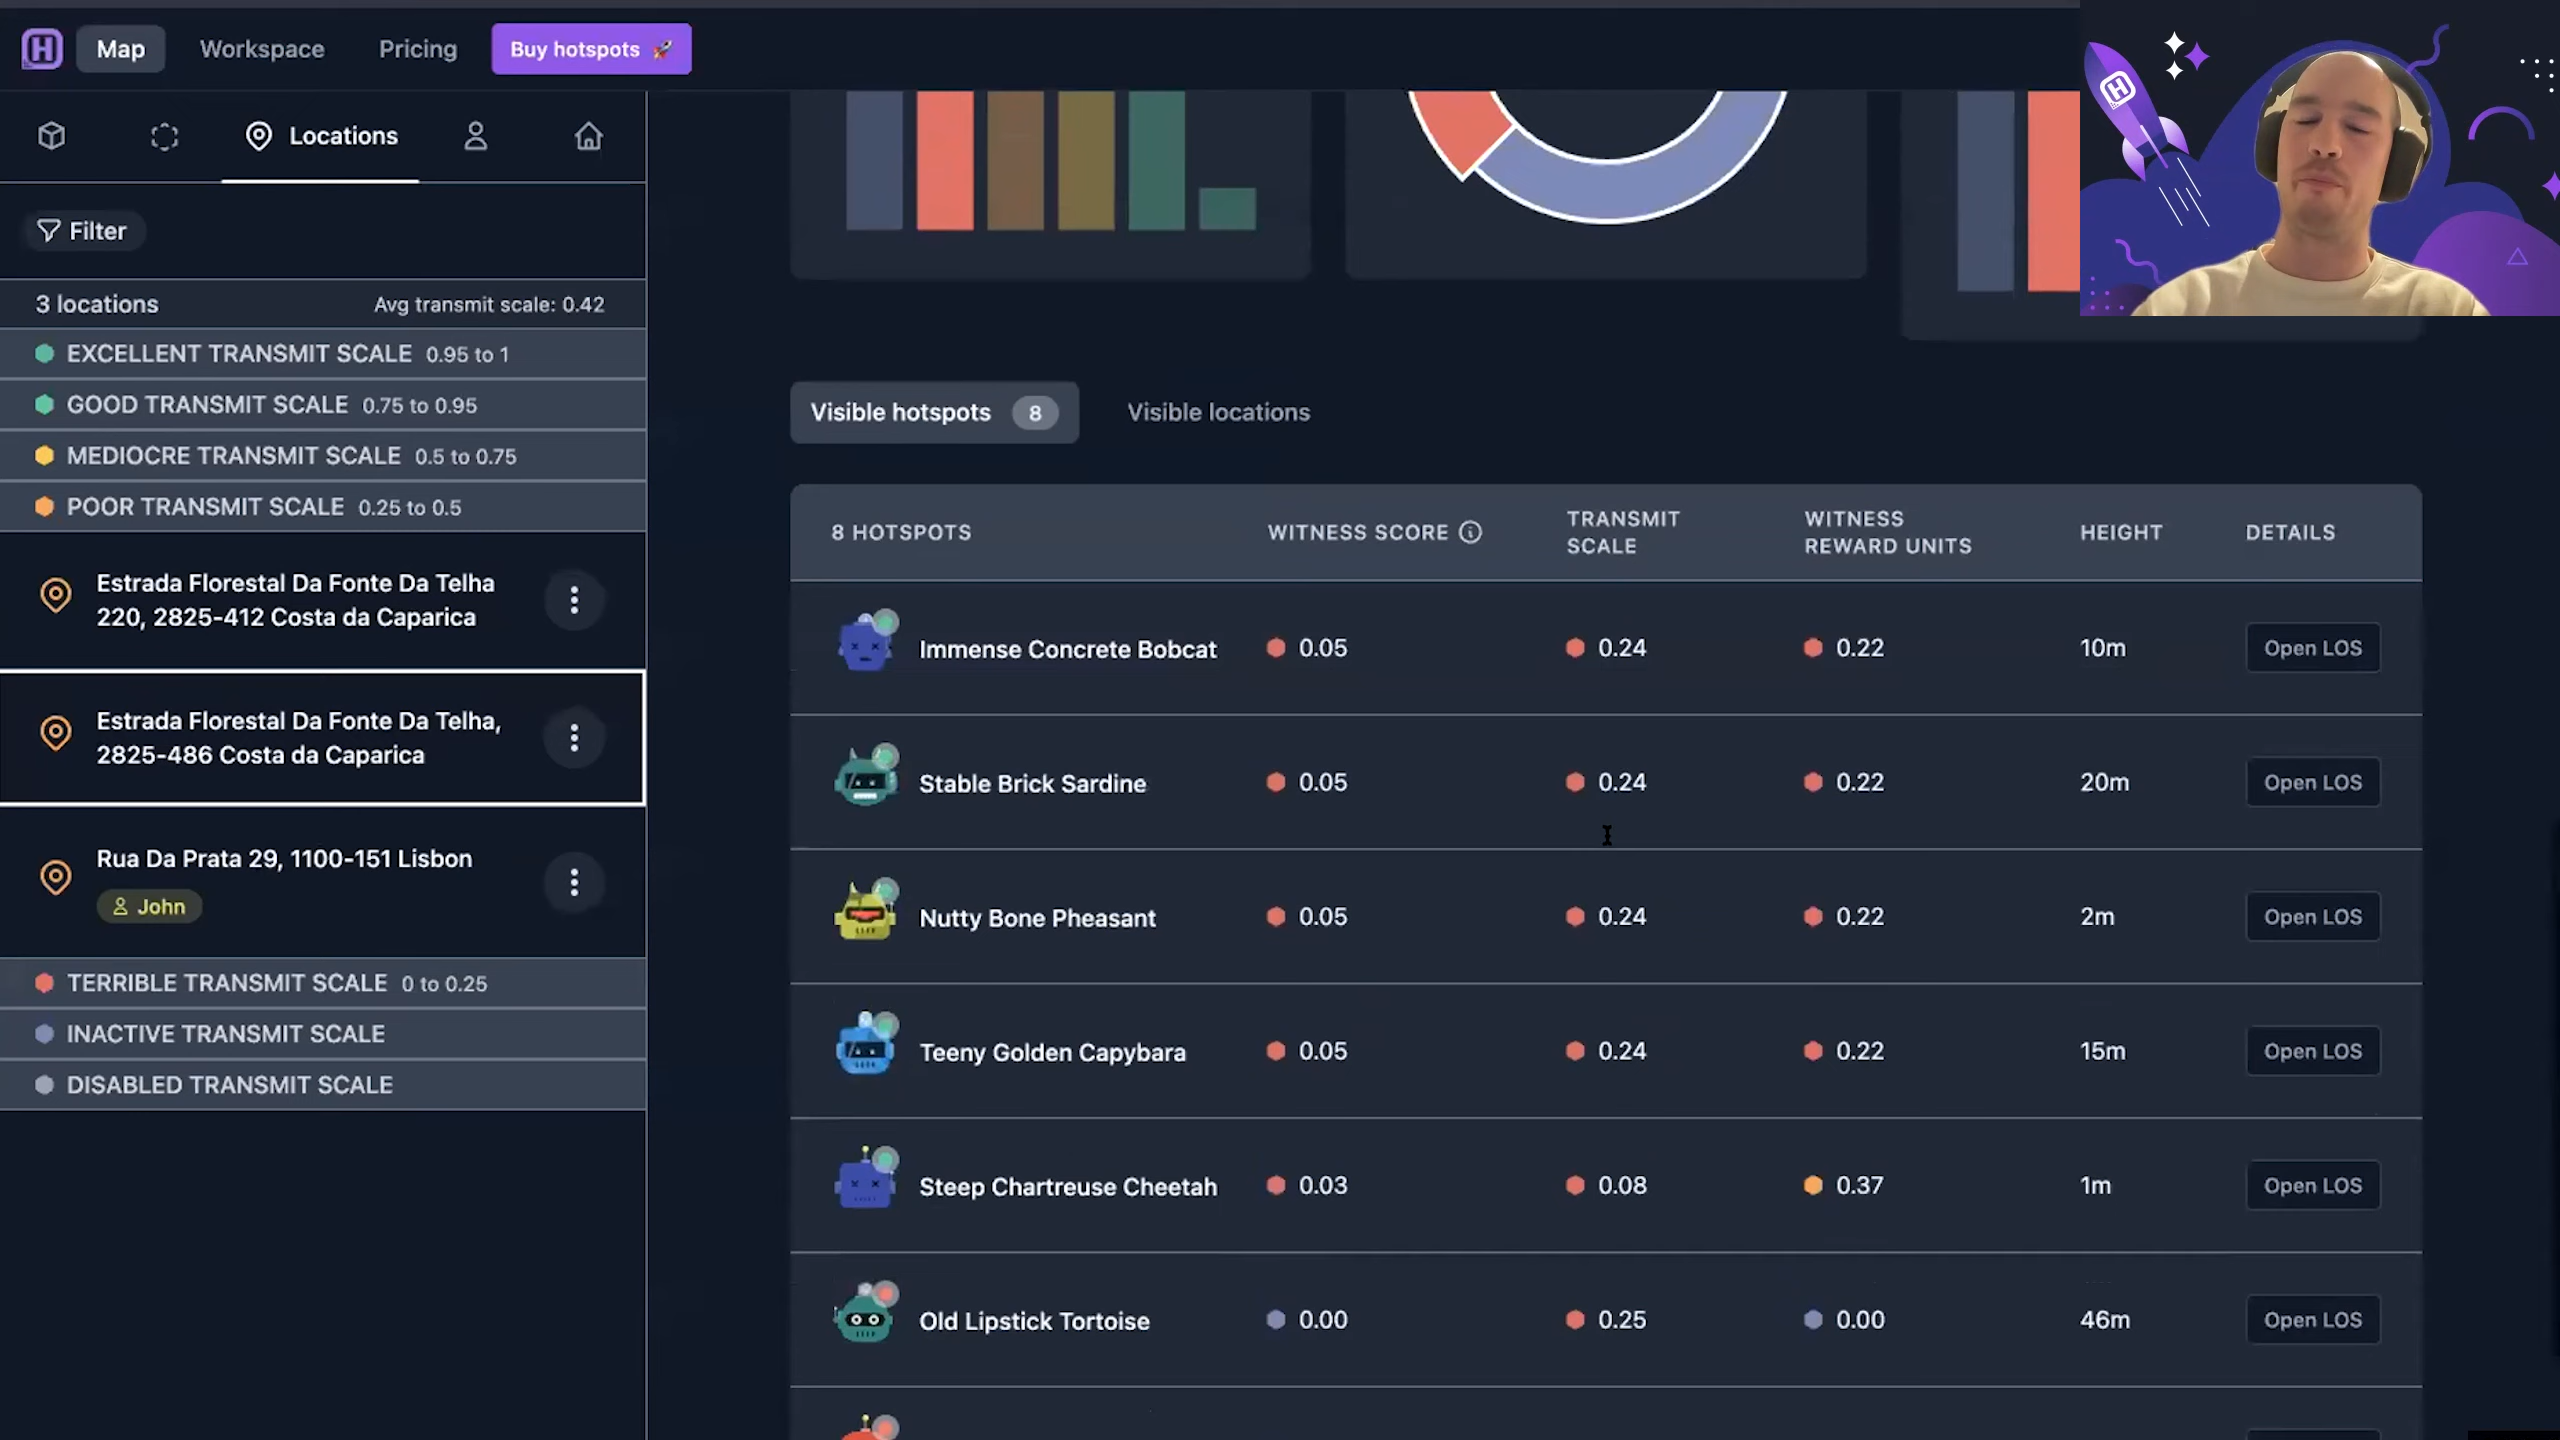 Map
Workspace
Pricing
Buy hotspots
Locations
Filter
3 locations
Avg transmit scale: 0.42
EXCELLENT TRANSMIT SCALE 0.95 to 1
GOOD TRANSMIT SCALE 0.75 to 0.95
MEDIOCRE TRANSMIT SCALE 0.5 to 0.75
POOR TRANSMIT SCALE 0.25 to 0.5
Estrada Florestal Da Fonte Da Telha
220, 2825-412 Costa da Caparica
Estrada Florestal Da Fonte Da Telha,
2825-486 Costa da Caparica
Rua Da Prata 29, 1100-151 Lisbon
John
TERRIBLE TRANSMIT SCALE 0 to 0.25
INACTIVE TRANSMIT SCALE
DISABLED TRANSMIT SCALE
Visible hotspots 8
Visible locations
8 HOTSPOTS
WITNESS SCORE
TRANSMIT
SCALE
WITNESS
REWARD UNITS
HEIGHT
DETAILS
Immense Concrete Bobcat 0.05 0.24 0.22 10m Open LOS
Stable Brick Sardine 0.05 0.24 0.22 20m Open LOS
Nutty Bone Pheasant 0.05 0.24 0.22 2m Open LOS
Teeny Golden Capybara 0.05 0.24 0.22 15m Open LOS
Steep Chartreuse Cheetah 0.03 0.08 0.37 1m Open LOS
Old Lipstick Tortoise 0.00 0.25 0.00 46m Open LOS